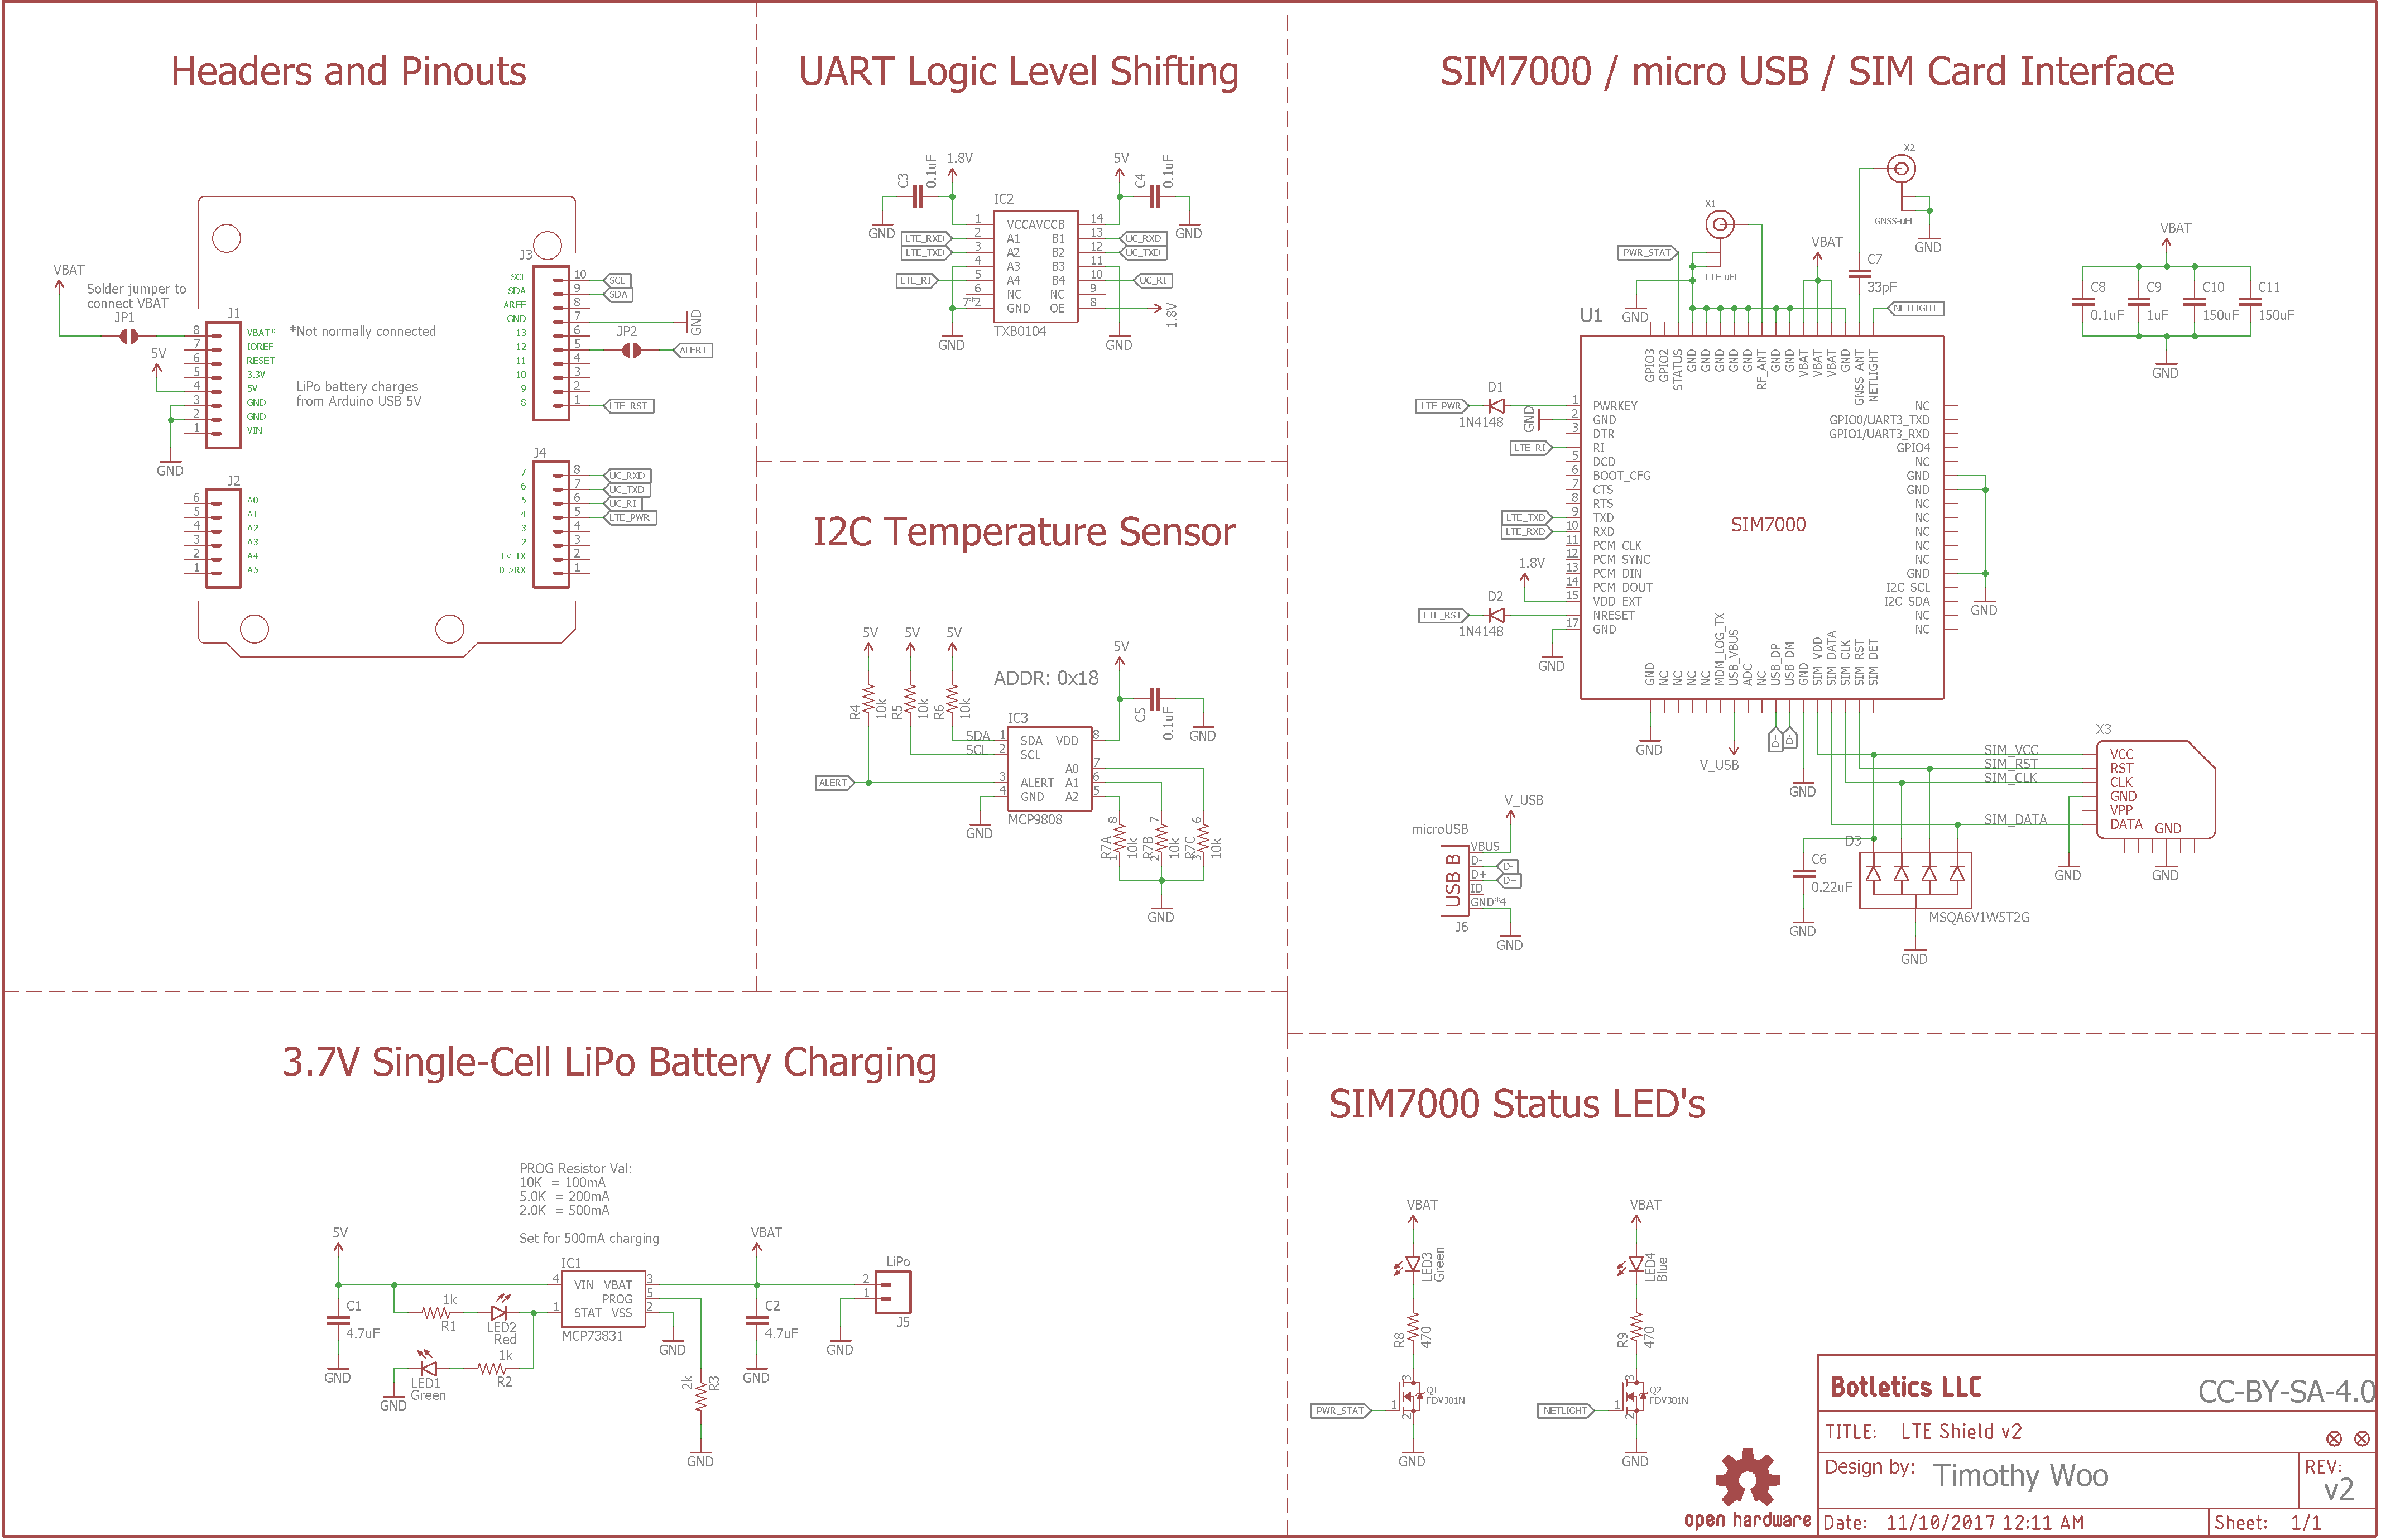 Headers and Pinouts
VBAT
Solder jumper to
connect VBAT
JP1
J1
*Not normally connected
8 VBAT*
7 IOREF
6 RESET
5 3.3V
4 5V
3 GND
2 GND
1 VIN
5V
LiPo battery charges
from Arduino USB 5V
GND
J2
6 A0
5 A1
4 A2
3 A3
2 A4
1 A5
J3
SCL 10 SCL
SDA 9 SDA
AREF 8
GND 7 GND
13 6
12 5 JP2 ALERT
11 4
10 3
9 2
8 1 LTE_RST
J4
7 8 UC_RXD
6 7 UC_TXD
5 6 UC_RI
4 5 LTE_PWR
3 4
2 3
1<-TX 2
0->RX 1
UART Logic Level Shifting
C3 0.1uF 1.8V
5V C4 0.1uF
GND
GND
IC2
1 VCCA VCCB 14
LTE_RXD 2 A1 B1 13 UC_RXD
LTE_TXD 3 A2 B2 12 UC_TXD
4 A3 B3 11
LTE_RI 5 A4 B4 10 UC_RI
6 NC NC 9
7*2 GND OE 8 1.8V
TXB0104
GND
GND
I2C Temperature Sensor
5V 5V 5V
5V
ADDR: 0x18
R4 10k R5 10k R6 10k
C5 0.1uF
GND
IC3
SDA 1 SDA VDD 8
SCL 2 SCL
A0 7
ALERT 3 ALERT A1 6
4 GND A2 5
MCP9808
GND
R7A 10k 8 1
R7B 10k 7 2
R7C 10k 6 3
GND
SIM7000 / micro USB / SIM Card Interface
X2
GNSS-uFL
GND
X1
LTE-uFL
PWR_STAT
GND
VBAT
C7
33pF
NETLIGHT
VBAT
C8 0.1uF
C9 1uF
C10 150uF
C11 150uF
GND
U1
GPIO3
GPIO2
STATUS
GND
GND
GND
GND
GND
RF_ANT
GND
GND
VBAT
VBAT
VBAT
GND
GNSS_ANT
NETLIGHT
LTE_PWR D1 1N4148 1 PWRKEY
GND 2 GND
3 DTR
LTE_RI RI
5 DCD
6 BOOT_CFG
7 CTS
8 RTS
LTE_TXD 9 TXD
LTE_RXD 10 RXD
11 PCM_CLK
12 PCM_SYNC
13 PCM_DIN
14 PCM_DOUT
1.8V 15 VDD_EXT
LTE_RST D2 1N4148 NRESET
17 GND
GND
SIM7000
NC
GPIO0/UART3_TXD
GPIO1/UART3_RXD
GPIO4
NC
GND
GND
NC
NC
NC
NC
NC
GND
I2C_SCL
I2C_SDA
NC
NC
GND
GND
NC
NC
NC
NC
MDM_LOG_TX
USB_VBUS
ADC
NC
USB_DP
USB_DM
GND
SIM_VDD
SIM_DATA
SIM_CLK
SIM_RST
SIM_DET
GND
V_USB
D+
D-
GND
X3
SIM_VCC VCC
SIM_RST RST
SIM_CLK CLK
GND
VPP
SIM_DATA DATA
GND
GND
GND
C6
0.22uF
GND
D3
MSQA6V1W5T2G
GND
V_USB
microUSB
USB B
VBUS
D- D-
D+ D+
ID
GND*4
J6
GND
3.7V Single-Cell LiPo Battery Charging
PROG Resistor Val:
10K = 100mA
5.0K = 200mA
2.0K = 500mA
Set for 500mA charging
5V
C1
4.7uF
GND
1k
R1
LED2
Red
1k
R2
LED1
Green
GND
IC1
4 VIN VBAT 3
PROG 5
1 STAT VSS 2
MCP73831
GND
2k R3
GND
VBAT
C2
4.7uF
GND
LiPo
2
1
J5
GND
SIM7000 Status LED's
VBAT
LED3
Green
R8
470
3
Q1
FDV301N
PWR_STAT 1
2
GND
VBAT
LED4
Blue
R9
470
3
Q2
FDV301N
NETLIGHT 1
2
GND
open hardware
Botletics LLC
CC-BY-SA-4.0
TITLE: LTE Shield v2
Design by: Timothy Woo
REV:
v2
Date: 11/10/2017 12:11 AM
Sheet: 1/1